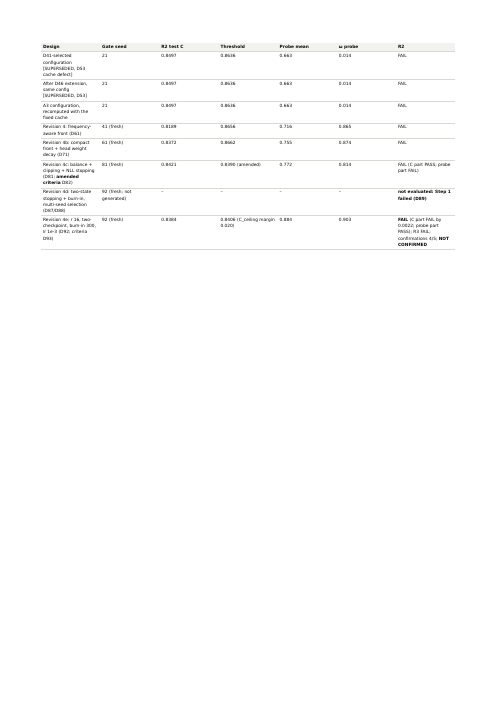 Design Gate seed R2 test C Threshold Probe mean ω probe R2
D41-selected 21 0.8497 0.8636 0.663 0.014 FAIL
configuration
[SUPERSEDED, D53
cache defect]
After D46 extension, 21 0.8497 0.8636 0.663 0.014 FAIL
same config
[SUPERSEDED, D53]
A3 configuration, 21 0.8497 0.8636 0.663 0.014 FAIL
recomputed with the
fixed cache
Revision 4: frequency- 41 (fresh) 0.8189 0.8656 0.716 0.865 FAIL
aware front (D61)
Revision 4b: compact 61 (fresh) 0.8372 0.8662 0.755 0.874 FAIL
front + head weight
decay (D71)
Revision 4c: balance + 81 (fresh) 0.8421 0.8390 (amended) 0.772 0.814 FAIL (C part PASS; probe
clipping + NLL stopping part FAIL)
(D81; amended
criteria D82)
Revision 4d: two-state 92 (fresh; not – – – – not evaluated: Step 1
stopping + burn-in, generated) failed (D89)
multi-seed selection
(D87/D88)
Revision 4e: r 16, two- 92 (fresh) 0.8384 0.8406 (C_ceiling margin 0.884 0.903 FAIL (C part FAIL by
checkpoint, burn-in 300, 0.020) 0.0022; probe part
lr 1e-3 (D92; criteria PASS); R3 FAIL;
D93) confirmations 4/5; NOT
CONFIRMED